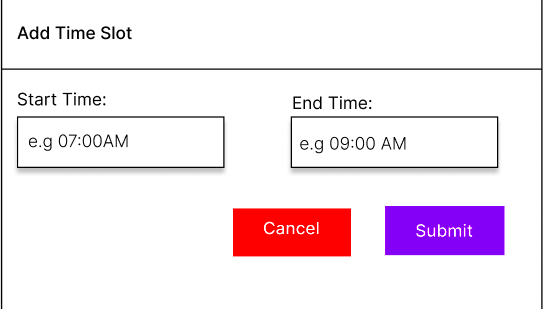 Add Time Slot
Start Time:
End Time:
e.g 07:00AM
e.g 09:00 AM
Cancel
Submit